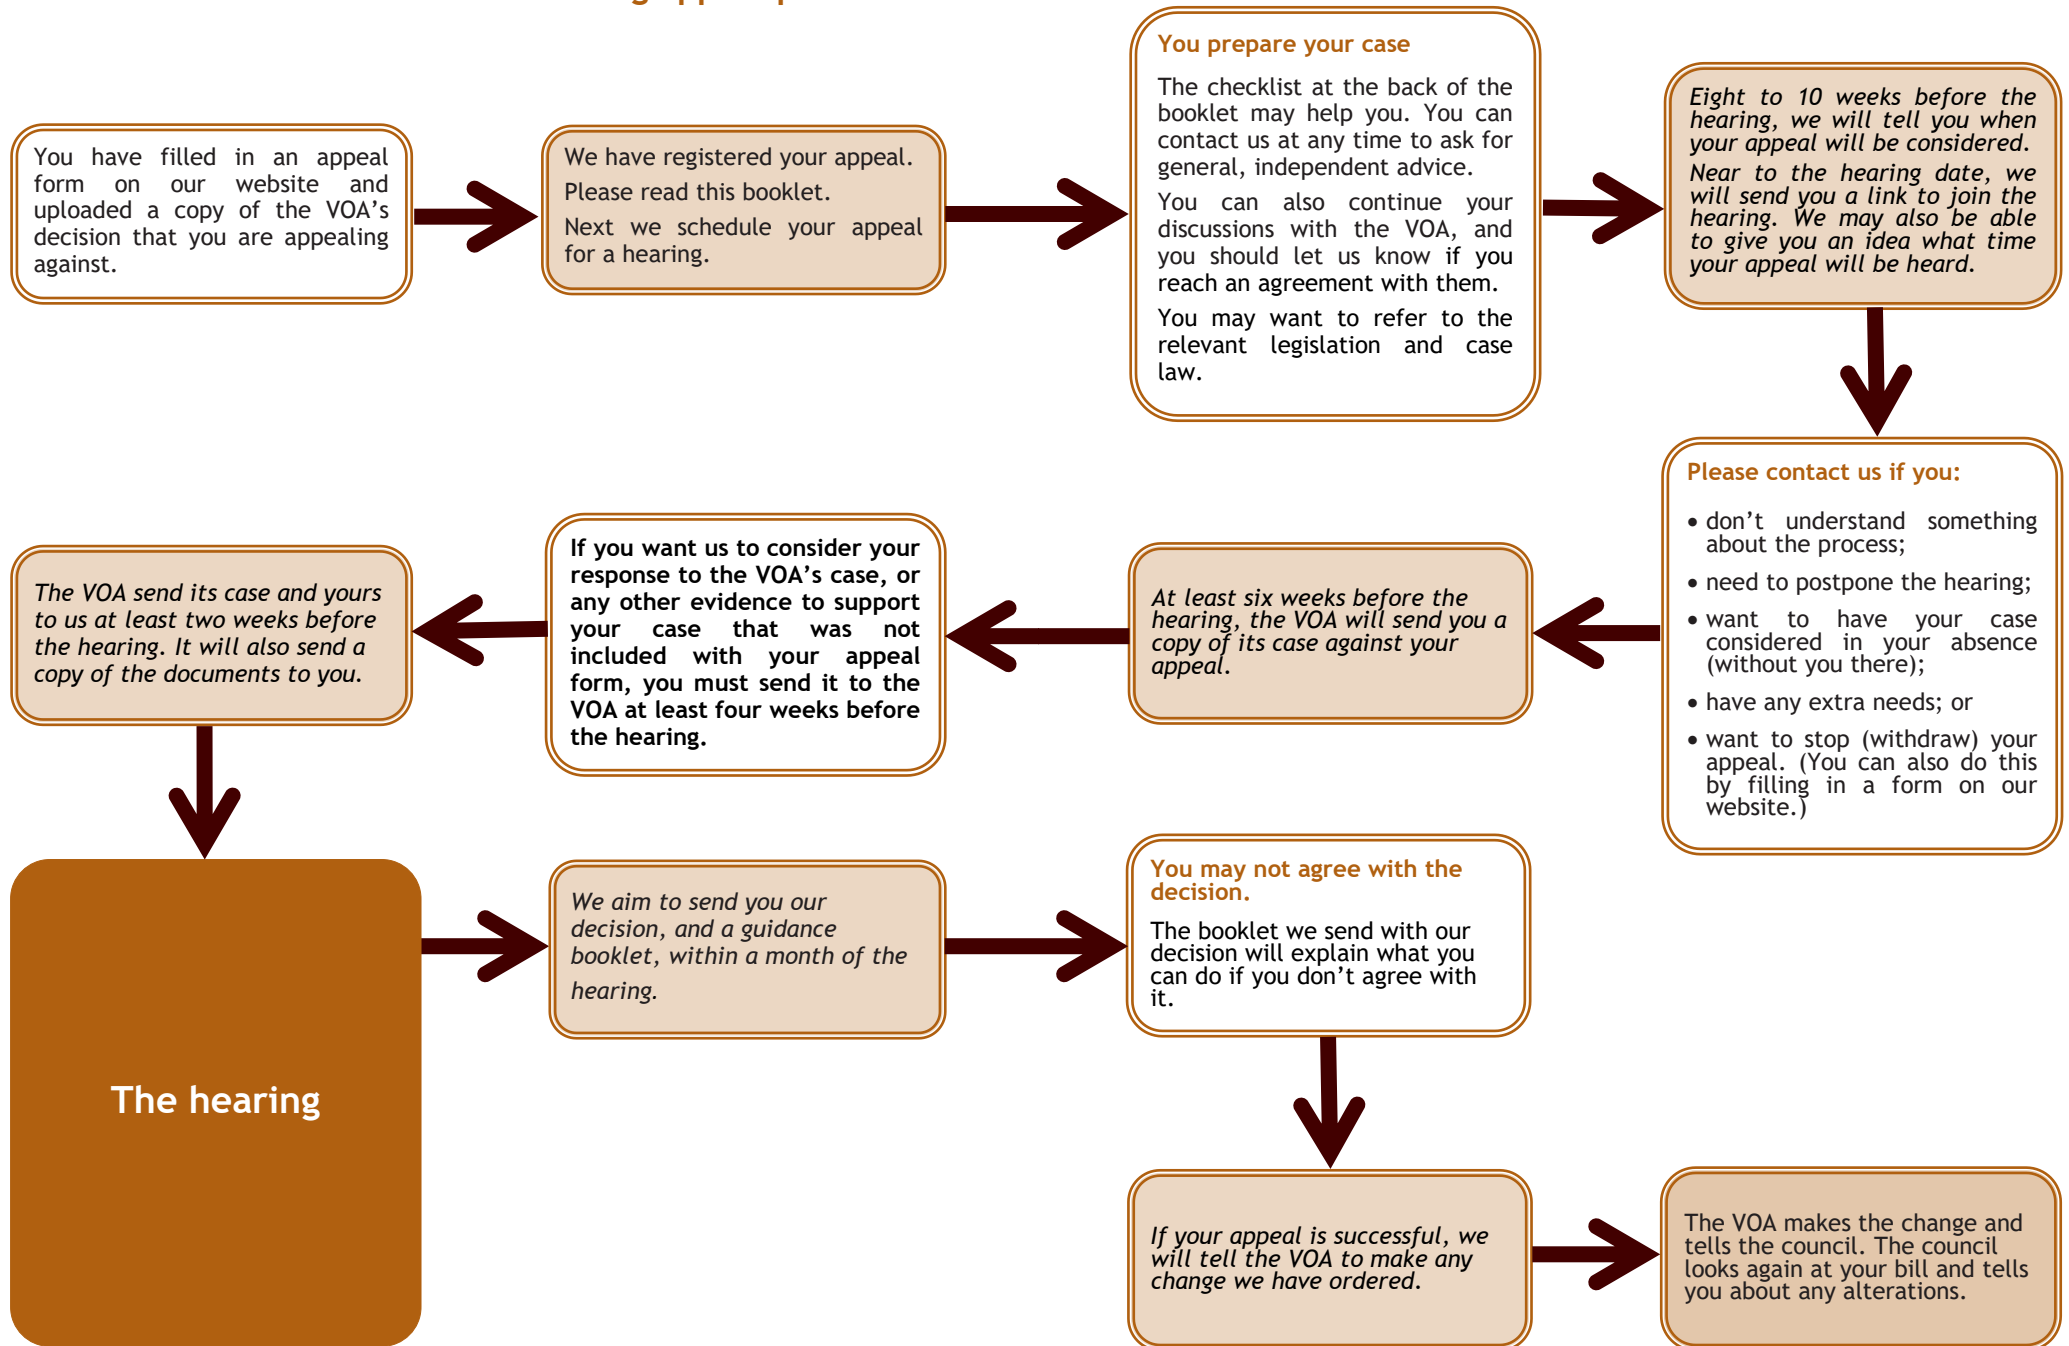 You have filled in an appeal
form on our website and
uploaded a copy of the VOA’s
decision that you are appealing
against.
We have registered your appeal.
Please read this booklet.
Next we schedule your appeal
for a hearing.
You prepare your case
The checklist at the back of the
booklet may help you. You can
contact us at any time to ask for
general, independent advice.
You can also continue your
discussions with the VOA, and
you should let us know if you
reach an agreement with them.
You may want to refer to the
relevant legislation and case
law.
Eight to 10 weeks before the
hearing, we will tell you when
your appeal will be considered.
Near to the hearing date, we
will send you a link to join the
hearing. We may also be able
to give you an idea what time
your appeal will be heard.
Please contact us if you:
• don’t understand something
about the process;
• need to postpone the hearing;
• want to have your case
considered in your absence
(without you there);
• have any extra needs; or
• want to stop (withdraw) your
appeal. (You can also do this
by filling in a form on our
website.)
At least six weeks before the
hearing, the VOA will send you a
copy of its case against your
appeal.
If you want us to consider your
response to the VOA’s case, or
any other evidence to support
your case that was not
included with your appeal
form, you must send it to the
VOA at least four weeks before
the hearing.
The VOA send its case and yours
to us at least two weeks before
the hearing. It will also send a
copy of the documents to you.
The hearing
We aim to send you our
decision, and a guidance
booklet, within a month of the
hearing.
You may not agree with the
decision.
The booklet we send with our
decision will explain what you
can do if you don’t agree with
it.
If your appeal is successful, we
will tell the VOA to make any
change we have ordered.
The VOA makes the change and
tells the council. The council
looks again at your bill and tells
you about any alterations.